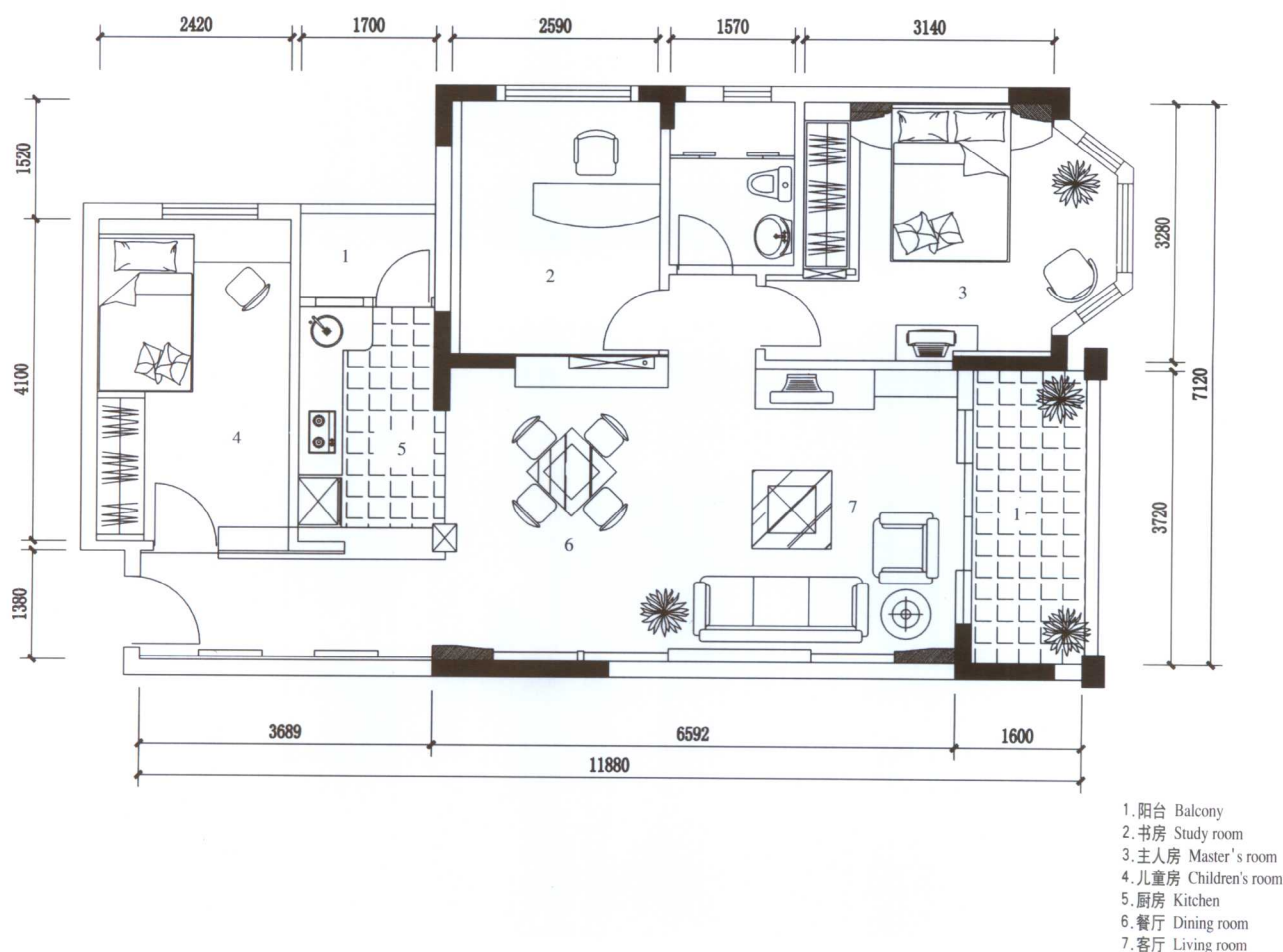 2420 1700 2590 1570 3140
1520
4100
1380
3280
7120
3720
1
2
3
4
5
6
7
1
3689 6592 1600
11880
1.阳台 Balcony
2.书房 Study room
3.主人房 Master's room
4.儿童房 Children's room
5.厨房 Kitchen
6.餐厅 Dining room
7.客厅 Living room